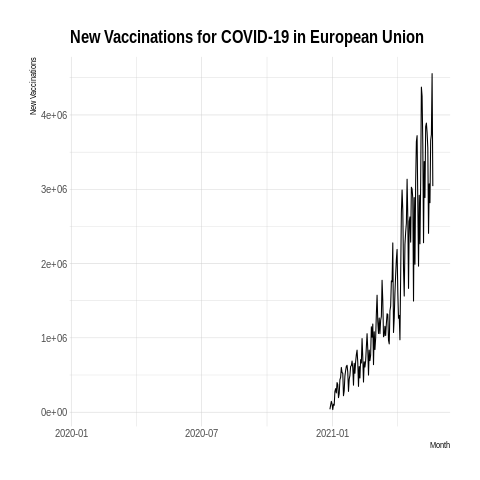 New Vaccinations for COVID-19 in European Union
New Vaccinations
4e+06
3e+06
2e+06
1e+06
0e+00
2020-01 2020-07 2021-01
Month